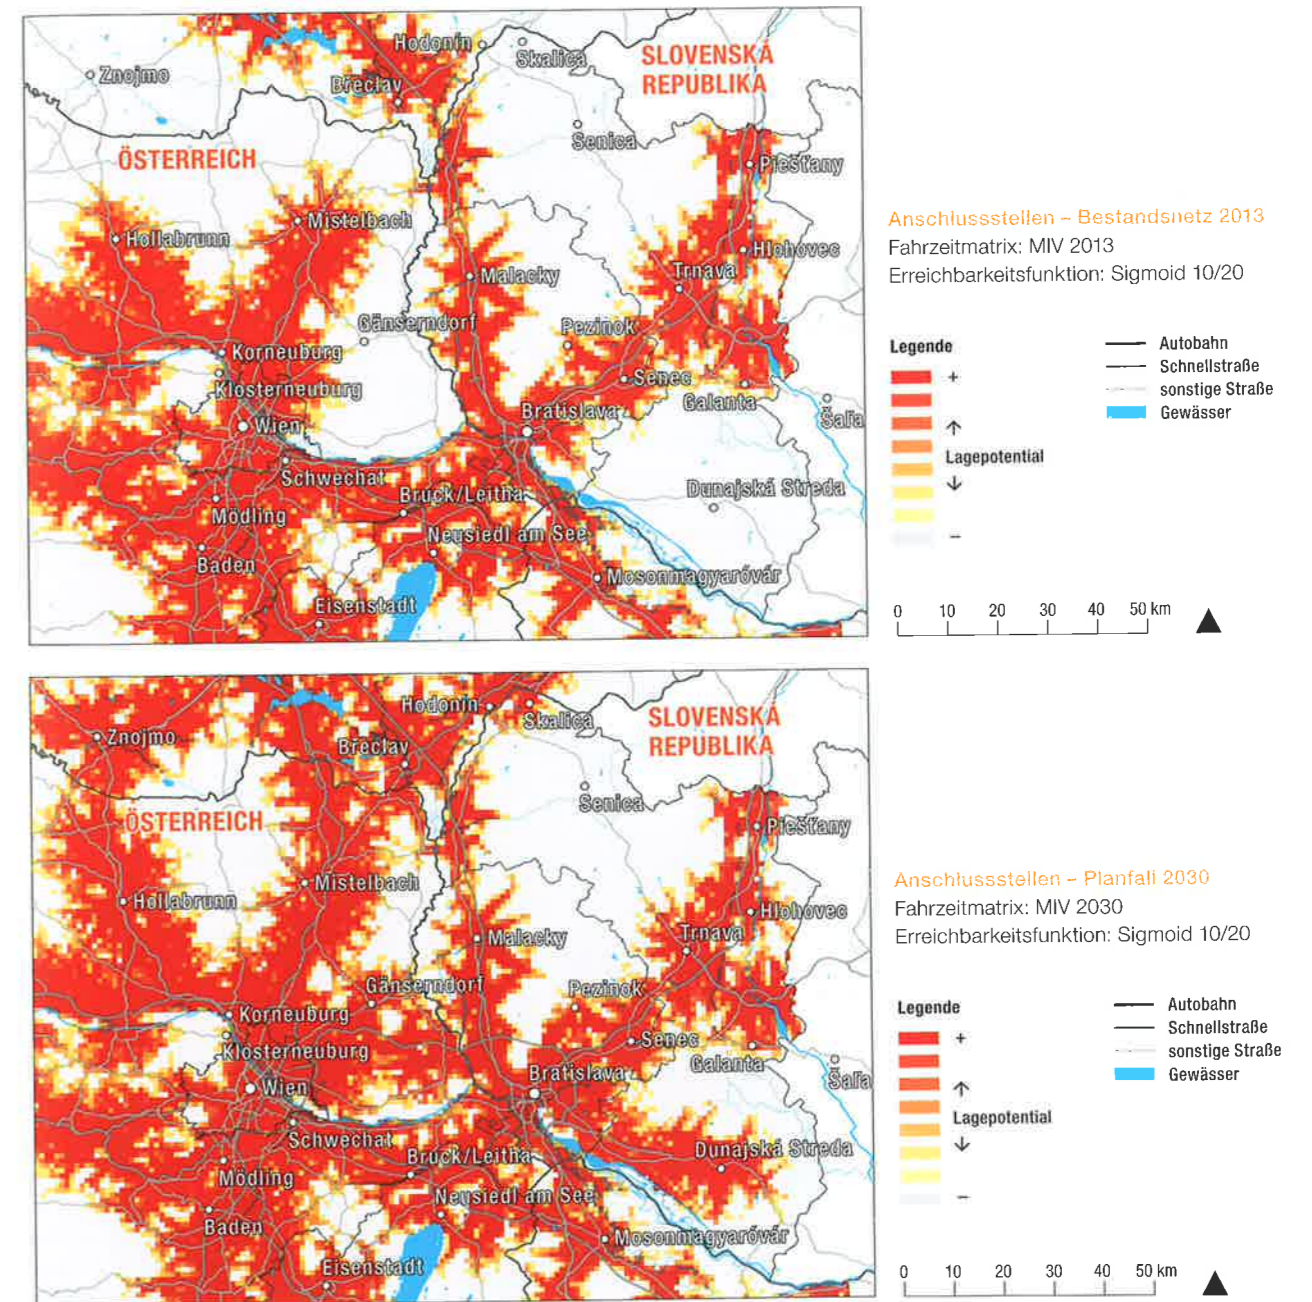 Hodonín
Skalica
SLOVENSKÁ
REPUBLIKA
Znojmo
Břeclav
Senica
ÖSTERREICH
Piešťany
Mistelbach
Hollabrunn
Hlohovec
Trnava
Malacky
Gänserndorf
Pezinok
Korneuburg
Senec
Klosterneuburg
Galanta
Bratislava
Šaľa
Wien
Schwechat
Dunajská Streda
Bruck/Leitha
Mödling
Neusiedl am See
Baden
Mosonmagyaróvár
Eisenstadt
Anschlussstellen – Bestandsnetz 2013
Fahrzeitmatrix: MIV 2013
Erreichbarkeitsfunktion: Sigmoid 10/20
Legende
+
↑
Lagepotential
↓
–
Autobahn
Schnellstraße
sonstige Straße
Gewässer
0 10 20 30 40 50 km
Hodonín
Skalica
SLOVENSKÁ
REPUBLIKA
Znojmo
Břeclav
Senica
ÖSTERREICH
Piešťany
Mistelbach
Hollabrunn
Hlohovec
Trnava
Malacky
Gänserndorf
Pezinok
Korneuburg
Senec
Klosterneuburg
Galanta
Bratislava
Šaľa
Wien
Schwechat
Dunajská Streda
Bruck/Leitha
Mödling
Neusiedl am See
Baden
Mosonmagyaróvár
Eisenstadt
Anschlussstellen – Planfall 2030
Fahrzeitmatrix: MIV 2030
Erreichbarkeitsfunktion: Sigmoid 10/20
Legende
+
↑
Lagepotential
↓
–
Autobahn
Schnellstraße
sonstige Straße
Gewässer
0 10 20 30 40 50 km